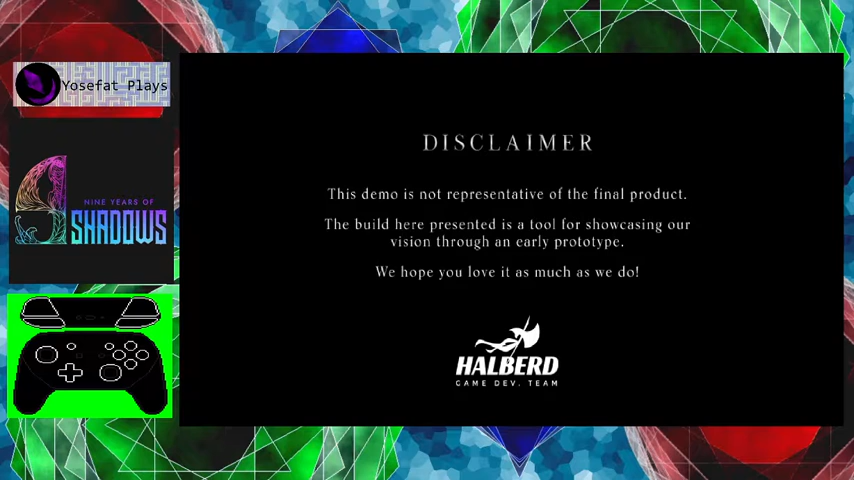 Yosefat Plays
NINE YEARS OF
SHADOWS
DISCLAIMER
This demo is not representative of the final product.
The build here presented is a tool for showcasing our
vision through an early prototype.
We hope you love it as much as we do!
HALBERD
GAME DEV. TEAM